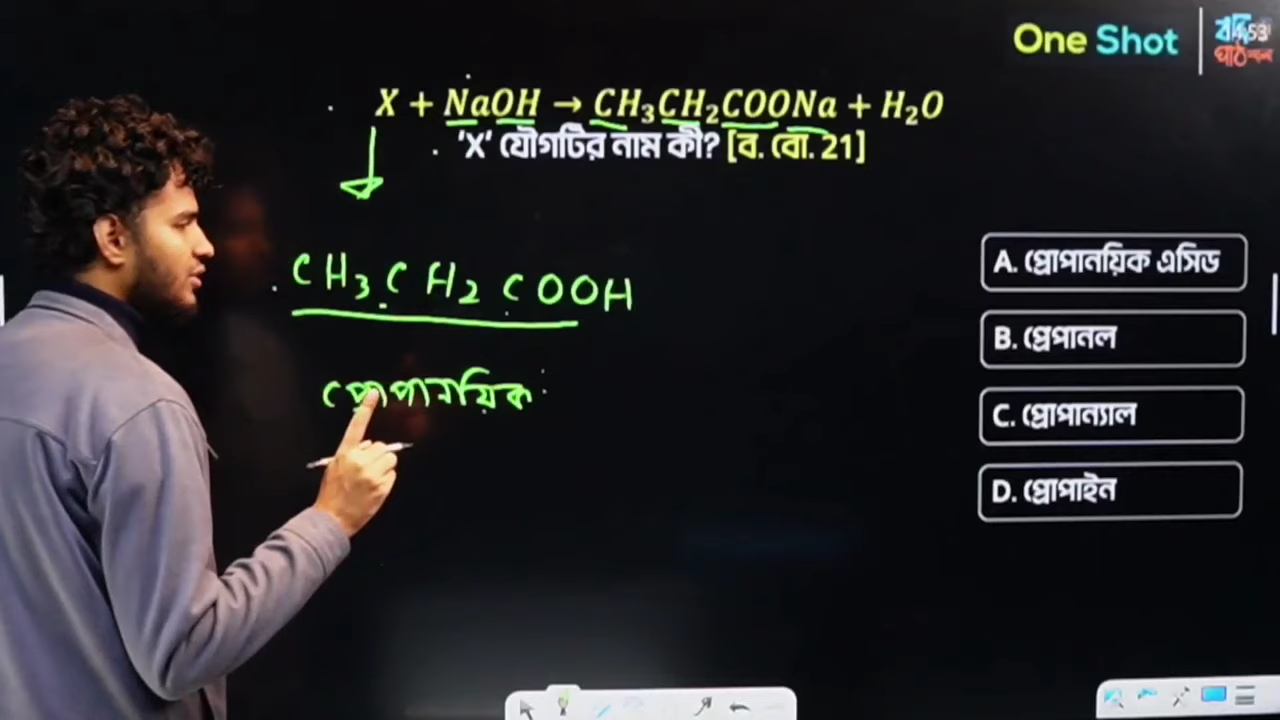 One Shot
X + NaOH → CH₃CH₂COONa + H₂O
‘X’ যৌগটির নাম কী? [ব. বো. 21]
CH₃CH₂COOH
প্রোপানয়িক
A. প্রোপানয়িক এসিড
B. প্রেপানল
C. প্রোপান্যাল
D. প্রোপাইন